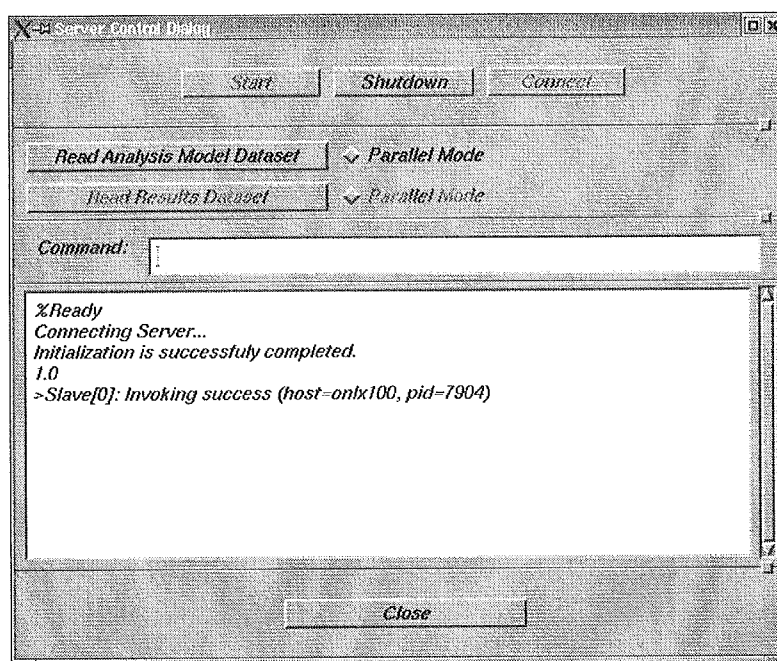 Server Control Dialog
Start Shutdown Connect
Read Analysis Model Dataset Parallel Mode
Read Results Dataset Parallel Mode
Command:
%Ready
Connecting Server...
Initialization is successfuly completed.
1.0
>Slave[0]: Invoking success (host=onlx100, pid=7904)
Close